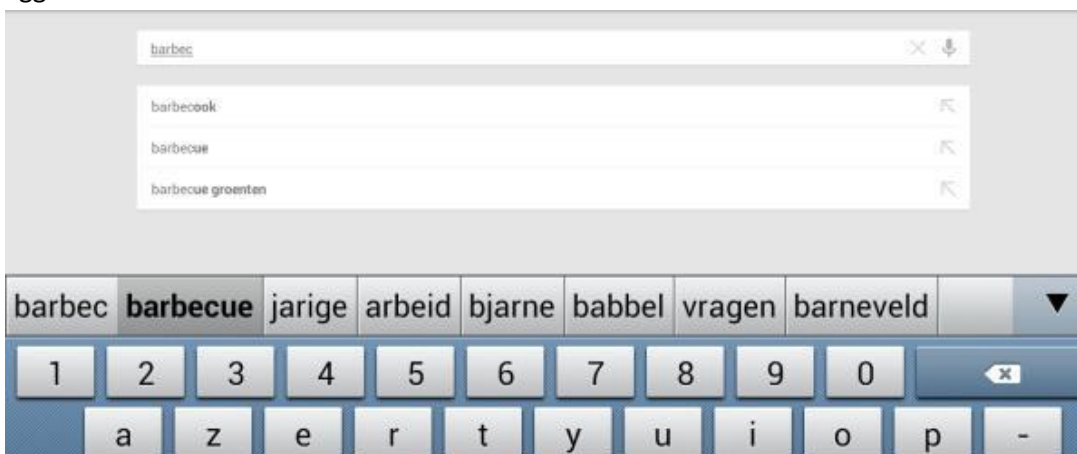 barbec
barbecook
barbecue
barbecue groenten
barbec barbecue jarige arbeid bjarne babbel vragen barneveld
1 2 3 4 5 6 7 8 9 0
a z e r t y u i o p -